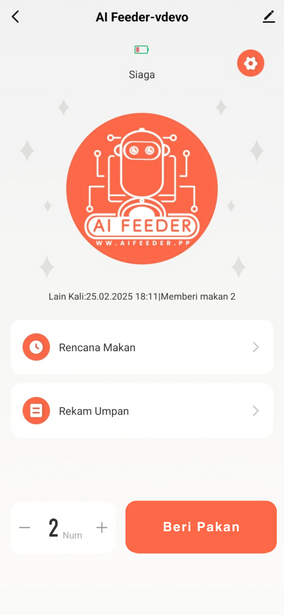 AI Feeder-vdevo
Siaga
AI FEEDER
WWW.AIFEEDER.PP
Lain Kali:25.02.2025 18:11|Memberi makan 2
Rencana Makan
Rekam Umpan
2 Num
Beri Pakan